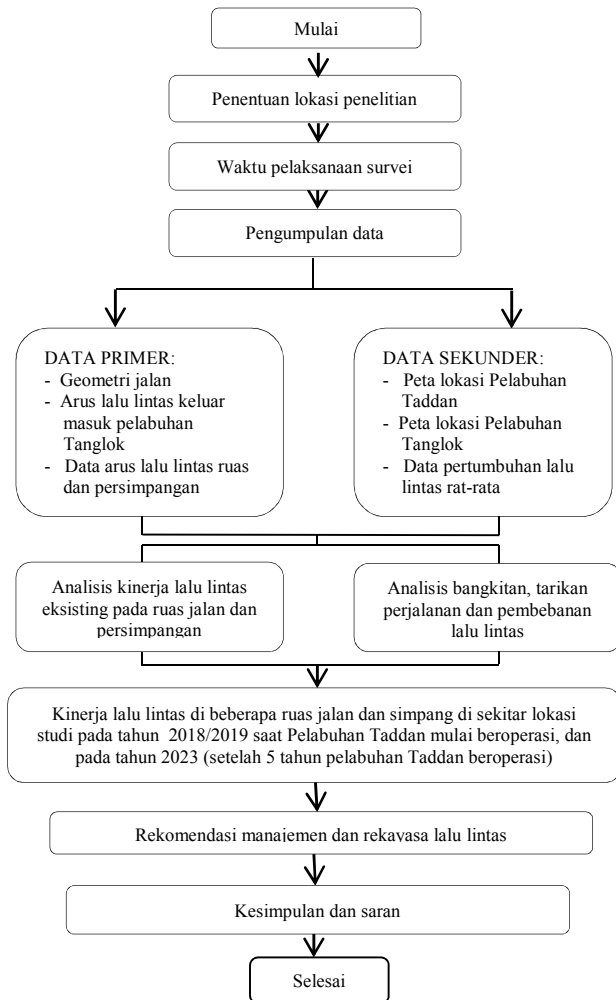 Mulai
Penentuan lokasi penelitian
Waktu pelaksanaan survei
Pengumpulan data
DATA PRIMER:
- Geometri jalan
- Arus lalu lintas keluar
masuk pelabuhan
Tanglok
- Data arus lalu lintas ruas
dan persimpangan
DATA SEKUNDER:
- Peta lokasi Pelabuhan
Taddan
- Peta lokasi Pelabuhan
Tanglok
- Data pertumbuhan lalu
lintas rat-rata
Analisis kinerja lalu lintas
eksisting pada ruas jalan dan
persimpangan
Analisis bangkitan, tarikan
perjalanan dan pembebanan
lalu lintas
Kinerja lalu lintas di beberapa ruas jalan dan simpang di sekitar lokasi
studi pada tahun 2018/2019 saat Pelabuhan Taddan mulai beroperasi, dan
pada tahun 2023 (setelah 5 tahun pelabuhan Taddan beroperasi)
Rekomendasi manajemen dan rekavasa lalu lintas
Kesimpulan dan saran
Selesai